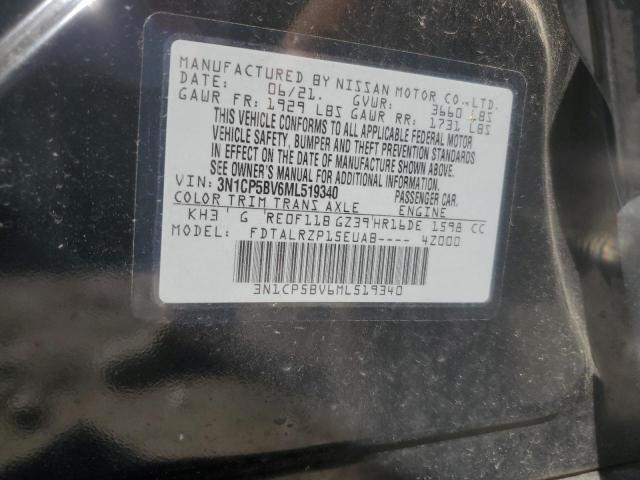 MANUFACTURED BY NISSAN MOTOR CO.,LTD.
DATE: 06/21. GVWR: 3660 LBS
GAWR FR: 1929 LBS GAWR RR: 1731 LBS
THIS VEHICLE CONFORMS TO ALL APPLICABLE FEDERAL MOTOR
VEHICLE SAFETY, BUMPER AND THEFT PREVENTION STANDARDS
IN EFFECT ON THE DATE OF MANUFACTURE SHOWN ABOVE.
SEE OWNER'S MANUAL FOR ADDITIONAL INFORMATION
VIN: 3N1CP5BV6ML519340 PASSENGER CAR.
COLOR TRIM TRANS AXLE ENGINE
KH3 G RE0F11B GZ39 HR16DE 1598 CC
MODEL: FDTALRZP15EUAB---- 4Z000
3N1CP5BV6ML519340